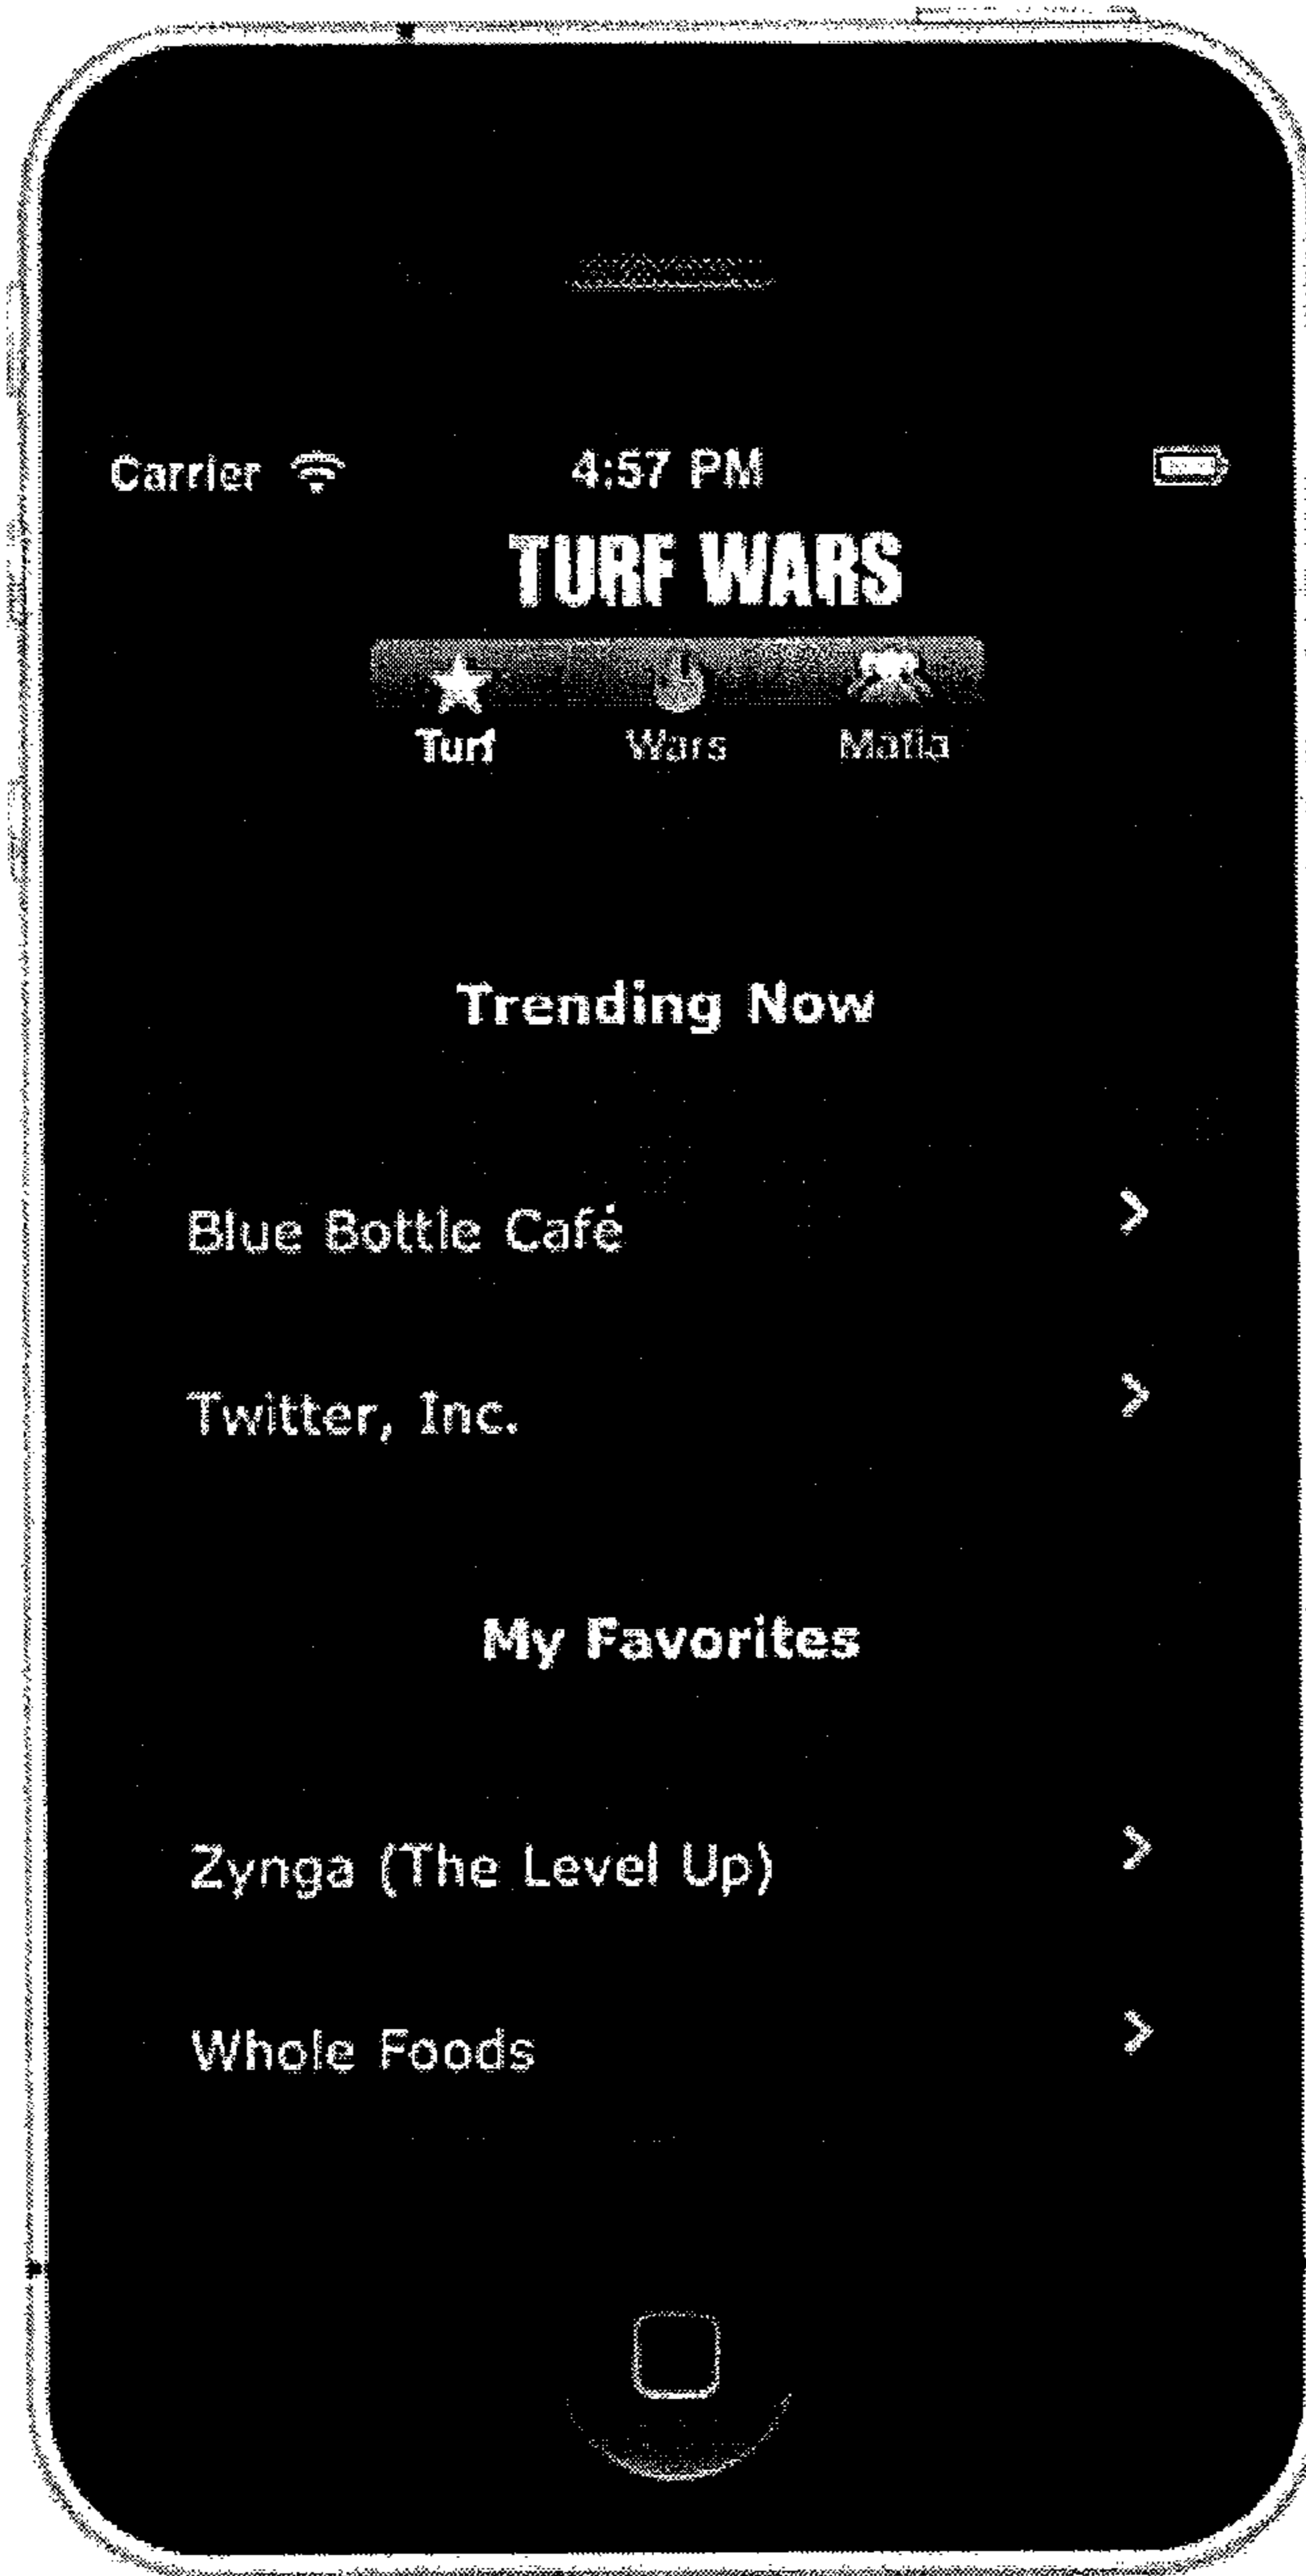 Carrier 4:57 PM
TURF WARS
Turf Wars Mafia
Trending Now
Blue Bottle Café
Twitter, Inc.
My Favorites
Zynga (The Level Up)
Whole Foods